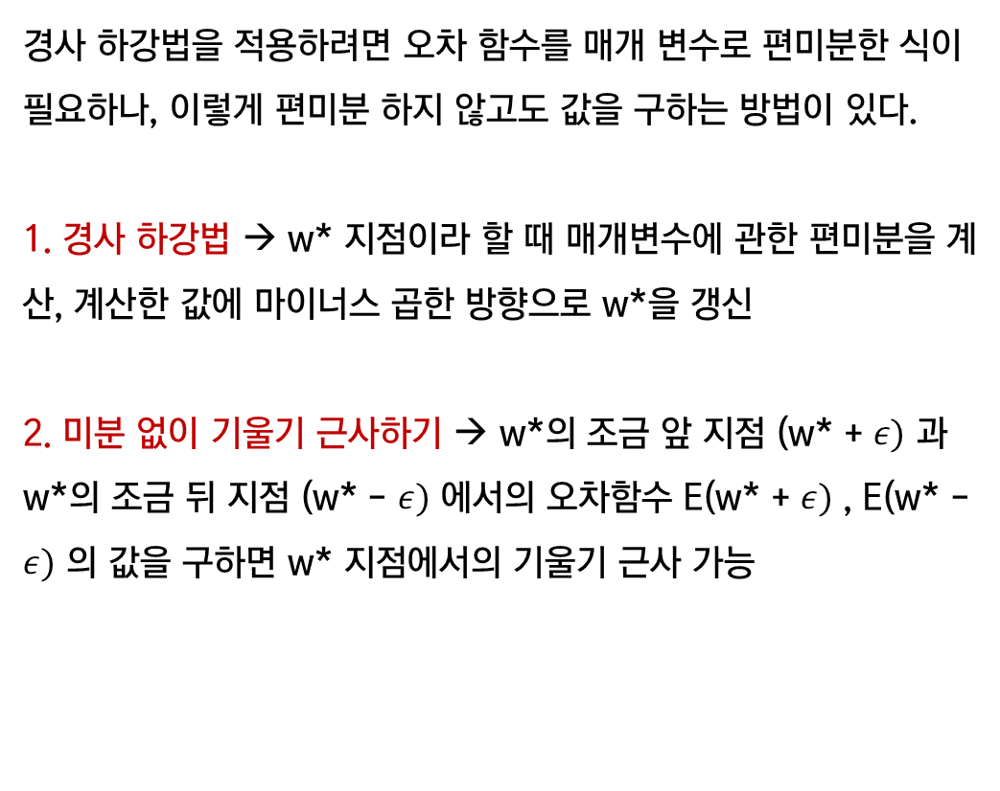 경사 하강법을 적용하려면 오차 함수를 매개 변수로 편미분한 식이
필요하나, 이렇게 편미분 하지 않고도 값을 구하는 방법이 있다.
1. 경사 하강법 → w* 지점이라 할 때 매개변수에 관한 편미분을 계
산, 계산한 값에 마이너스 곱한 방향으로 w*을 갱신
2. 미분 없이 기울기 근사하기 → w*의 조금 앞 지점 (w* + ϵ) 과
w*의 조금 뒤 지점 (w* – ϵ) 에서의 오차함수 E(w* + ϵ) , E(w* –
ϵ) 의 값을 구하면 w* 지점에서의 기울기 근사 가능